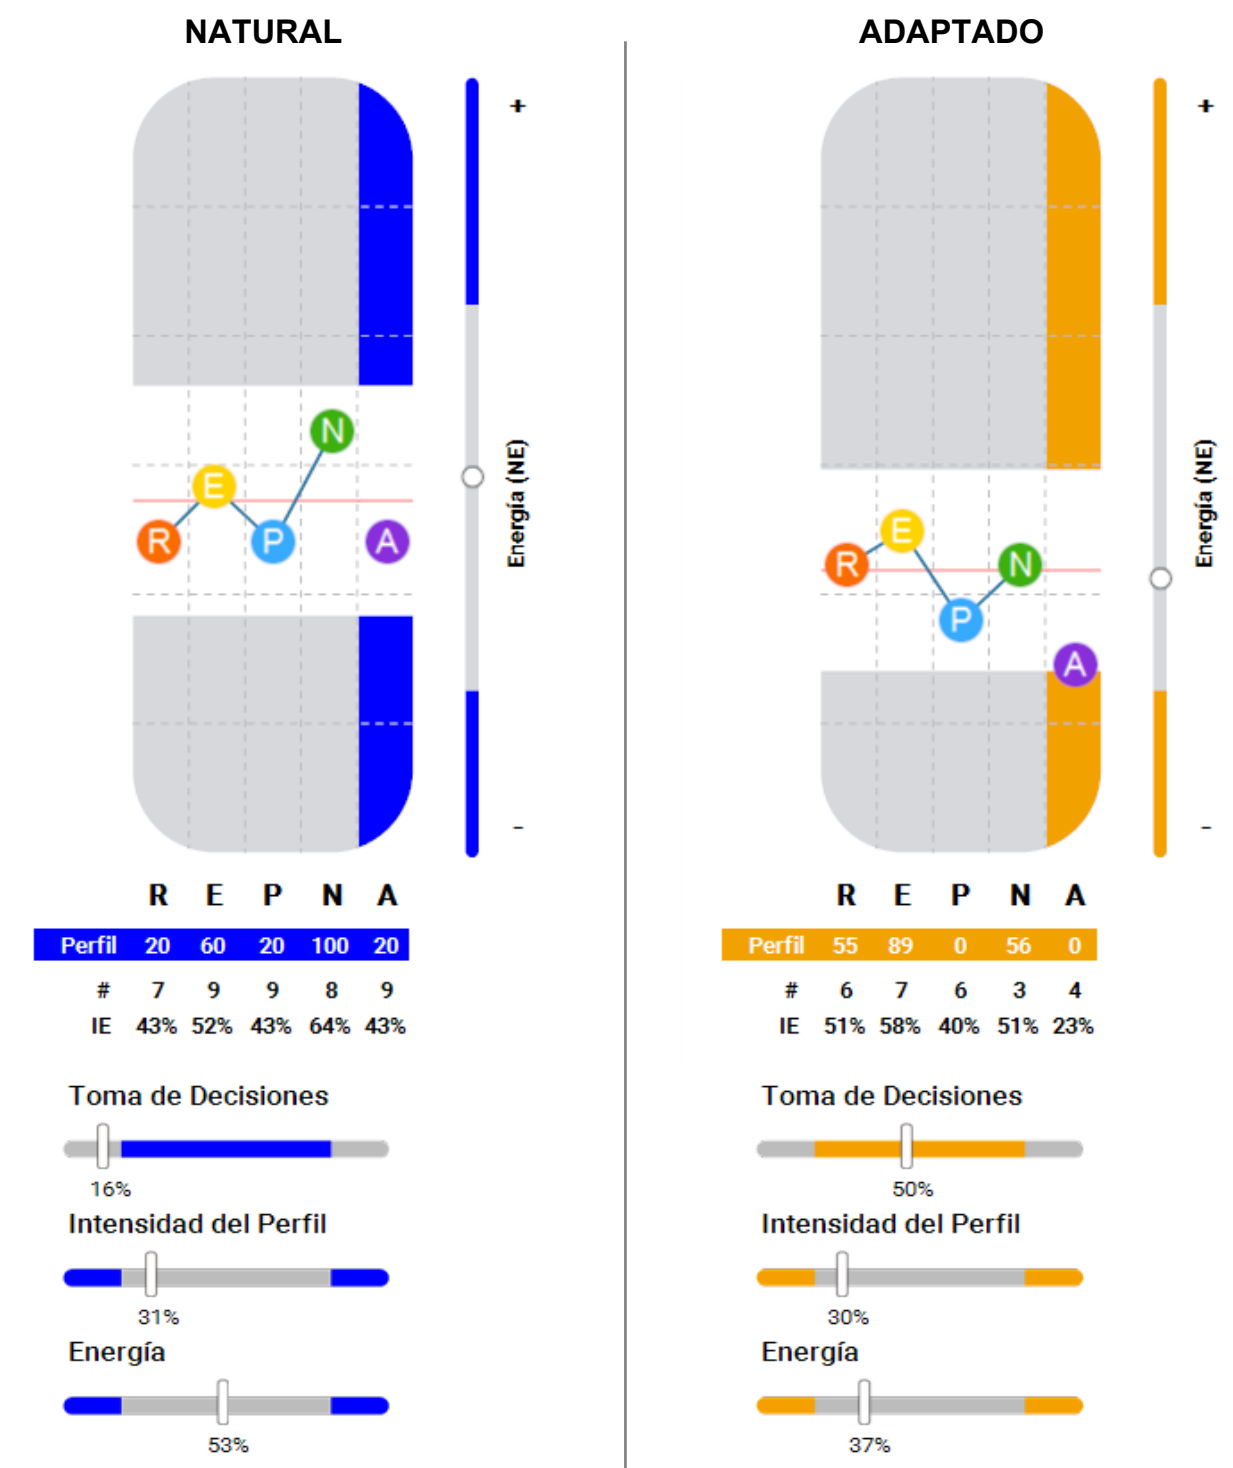 NATURAL
+
N
E
R
P
A
Energía (NE)
-
R E P N A
Perfil 20 60 20 100 20
# 7 9 9 8 9
IE 43% 52% 43% 64% 43%
Toma de Decisiones
16%
Intensidad del Perfil
31%
Energía
53%
ADAPTADO
+
E
R
N
P
A
Energía (NE)
-
R E P N A
Perfil 55 89 0 56 0
# 6 7 6 3 4
IE 51% 58% 40% 51% 23%
Toma de Decisiones
50%
Intensidad del Perfil
30%
Energía
37%